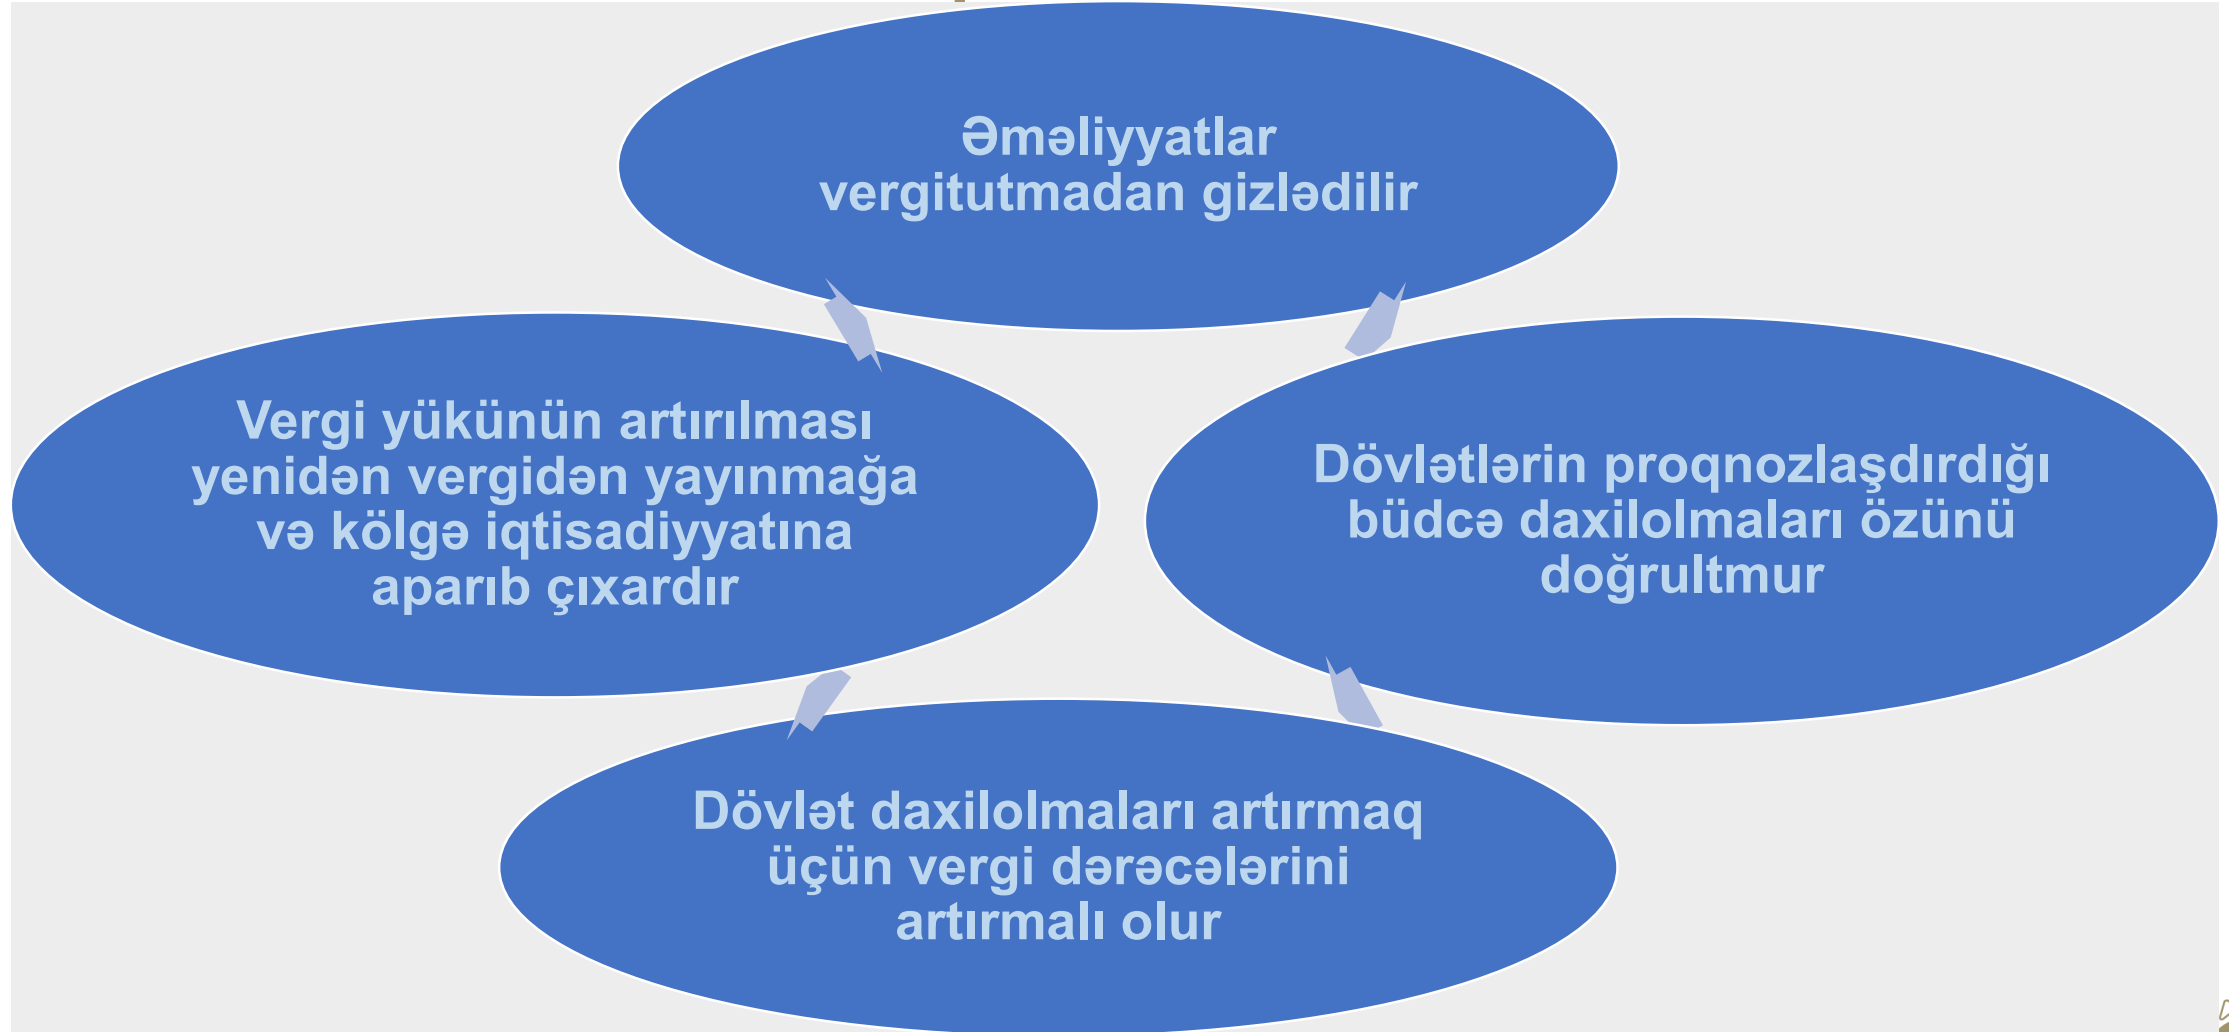 Əməliyyatlar
vergitutmadan gizlədilir
Vergi yükünün artırılması
yenidən vergidən yayınmağa
və kölgə iqtisadiyyatına
aparıb çıxardır
Dövlətlərin proqnozlaşdırdığı
büdcə daxilolmaları özünü
doğrultmur
Dövlət daxilolmaları artırmaq
üçün vergi dərəcələrini
artırmalı olur